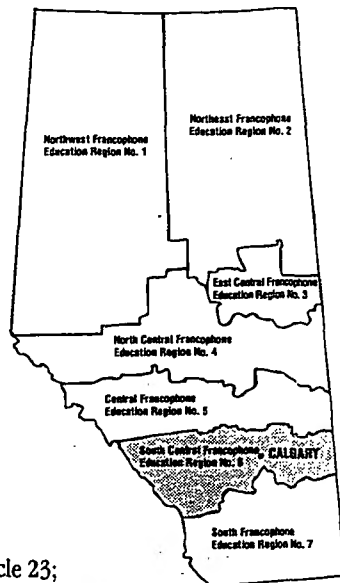 Northwest Francophone
Education Region No. 1
Northeast Francophone
Education Region No. 2
East Central Francophone
Education Region No. 3
North Central Francophone
Education Region No. 4
Central Francophone
Education Region No. 5
South Central Francophone
Education Region No. 6
CALGARY
South Francophone
Education Region No. 7
cle 23;